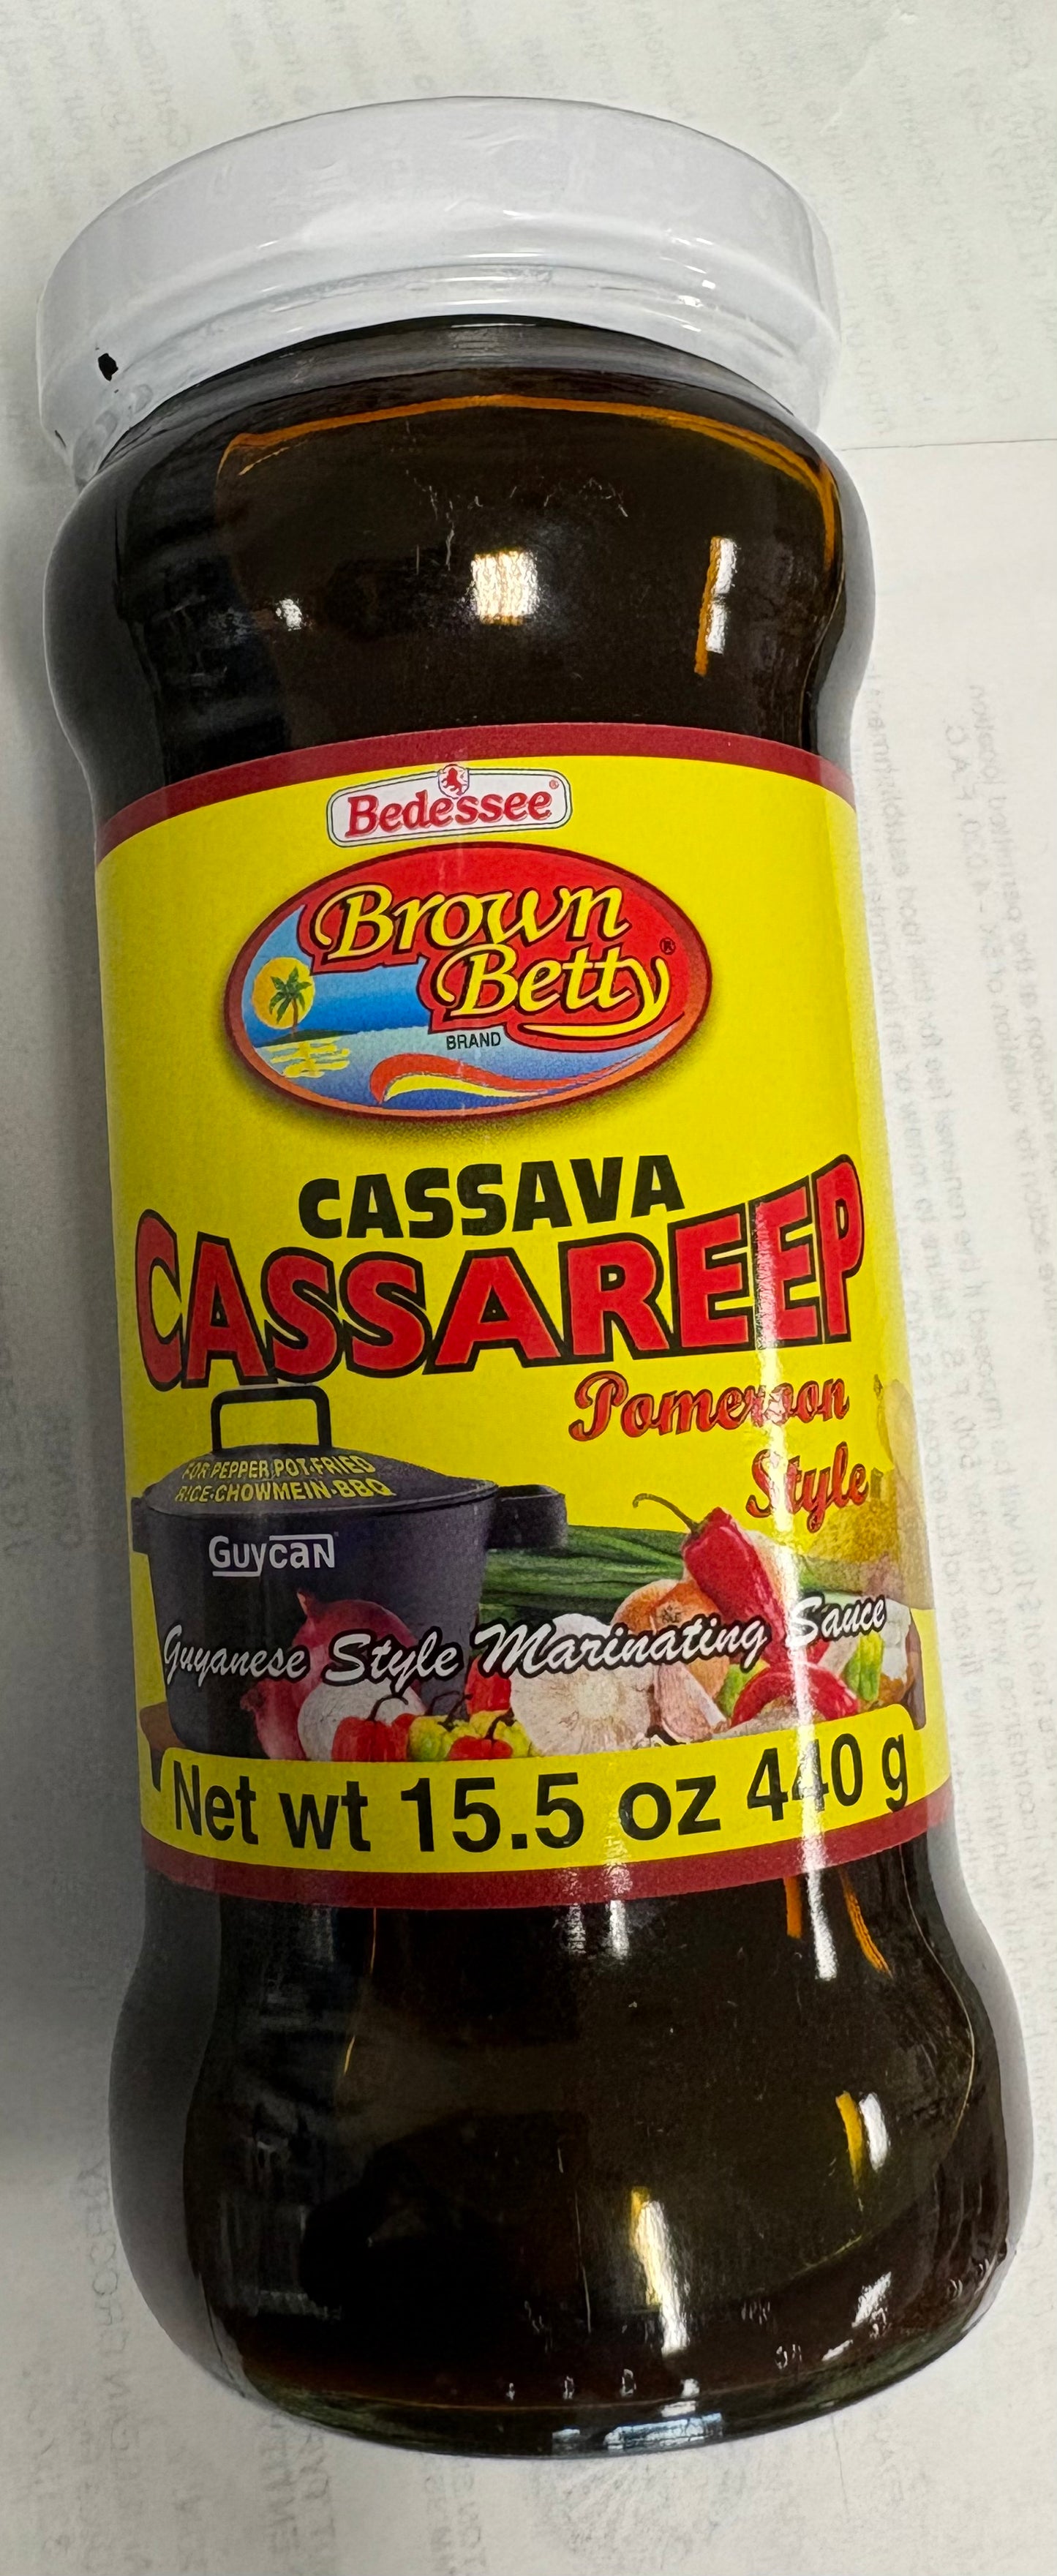 Bedessee®
Brown
Betty®
BRAND
CASSAVA
CASSAREEP
Pomeroon
Style
FOR PEPPER POT·FRIED
RICE·CHOWMEIN·BBQ
GUYCAN
Guyanese Style Marinating Sauce
Net wt 15.5 oz 440 g